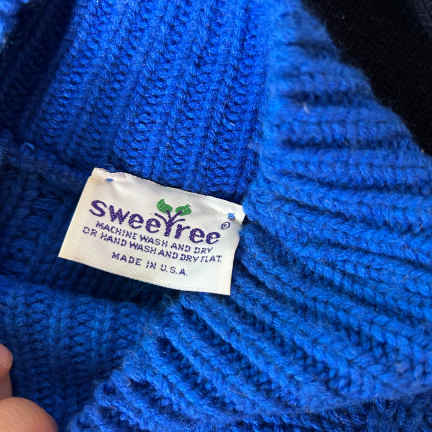 sweeTree®
MACHINE WASH AND DRY
OR HAND WASH AND DRY FLAT.
MADE IN U.S.A.